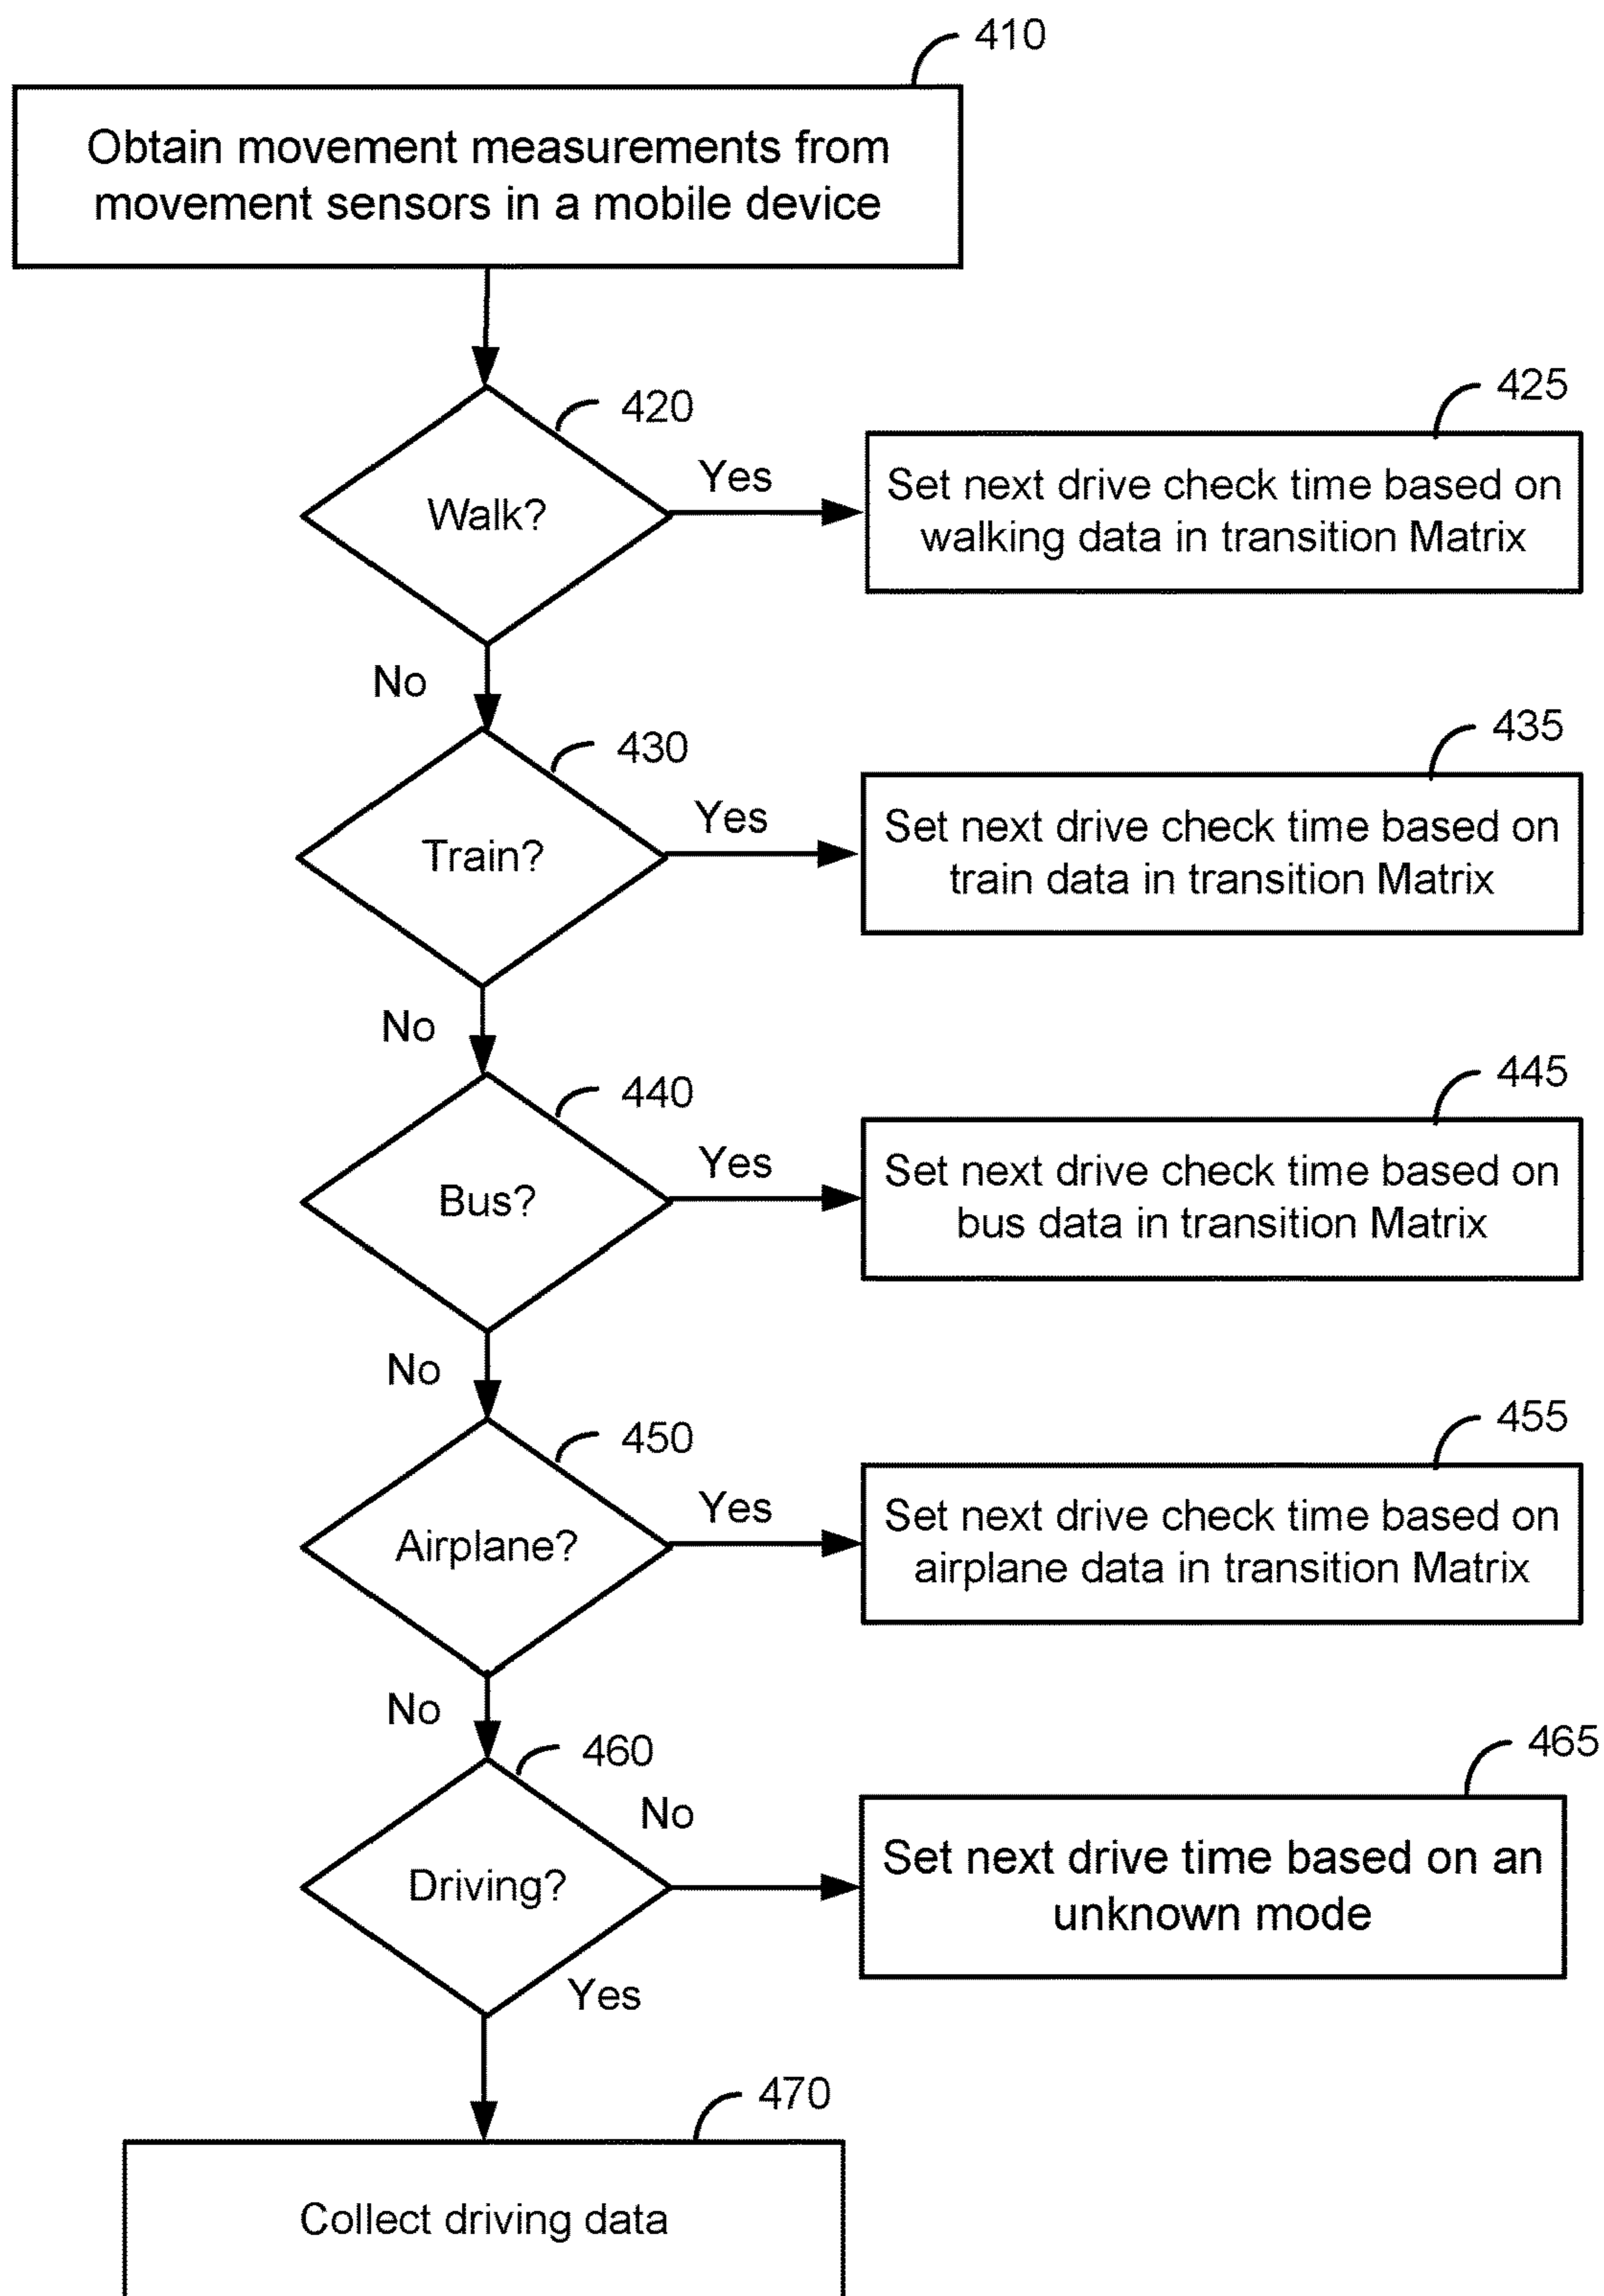 410
Obtain movement measurements from
movement sensors in a mobile device
420
Walk?
Yes
425
Set next drive check time based on
walking data in transition Matrix
No
430
Train?
Yes
435
Set next drive check time based on
train data in transition Matrix
No
440
Bus?
Yes
445
Set next drive check time based on
bus data in transition Matrix
No
450
Airplane?
Yes
455
Set next drive check time based on
airplane data in transition Matrix
No
460
Driving?
No
465
Set next drive time based on an
unknown mode
Yes
470
Collect driving data